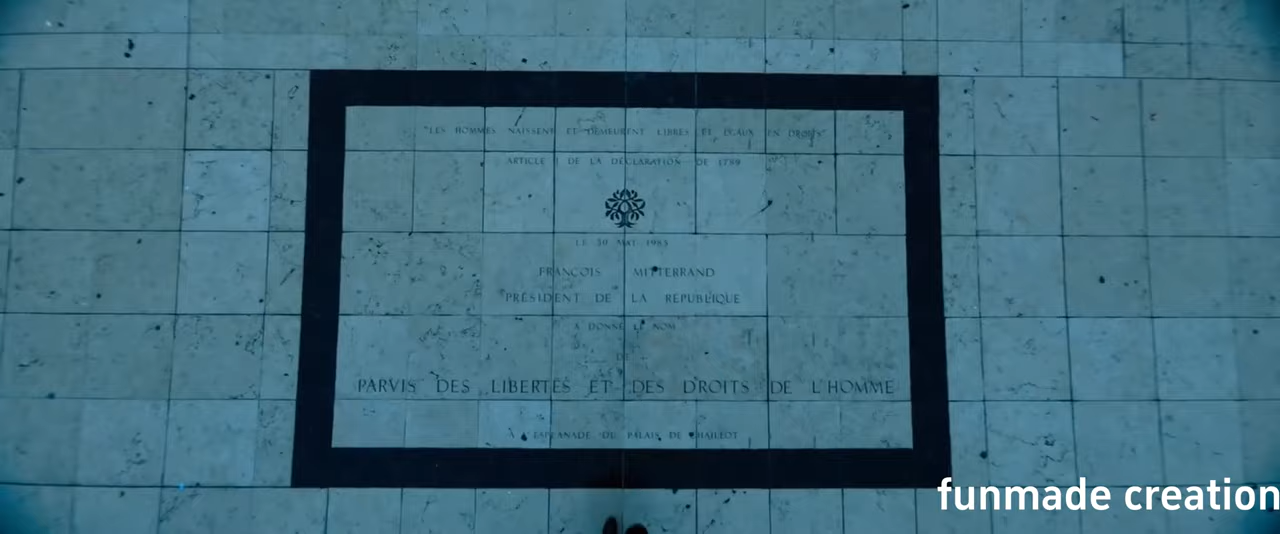 "LES HOMMES NAISSENT ET DEMEURENT LIBRES ET EGAUX EN DROITS"
ARTICLE 1 DE LA DÉCLARATION DE 1789
LE 30 MAI 1985
FRANÇOIS MITTERRAND
PRÉSIDENT DE LA RÉPUBLIQUE
A DONNÉ LE NOM
DE
PARVIS DES LIBERTÉS ET DES DROITS DE L'HOMME
À L'ESPLANADE DU PALAIS DE CHAILLOT
funmade creation